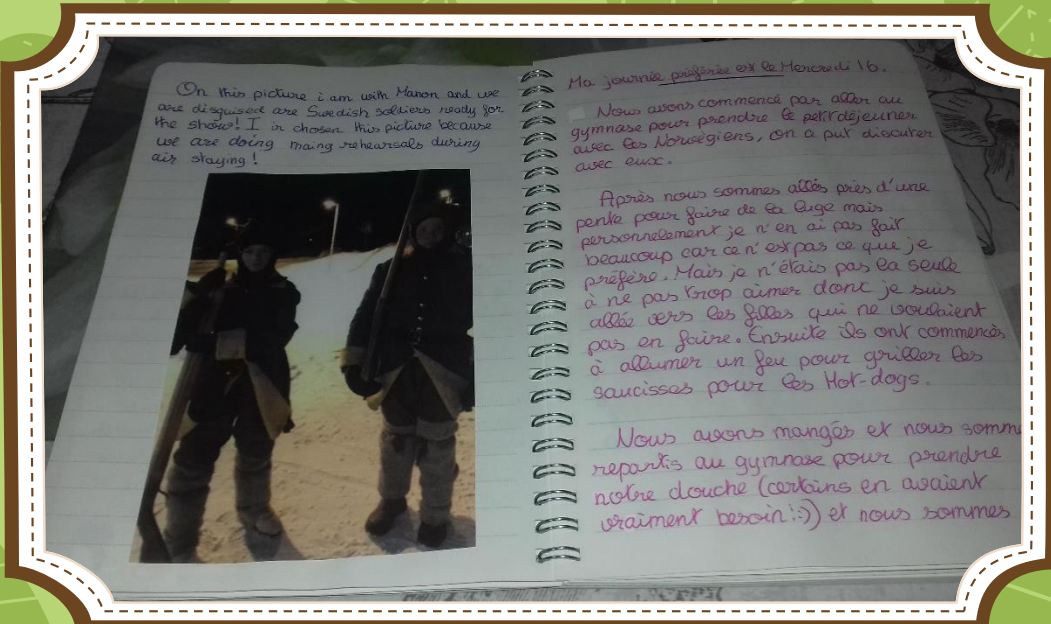 On this picture i am with Manon and we
are disguised are Swedish soldiers ready for
the show! I 'm chosen this picture because
we are doing maing rehearsals during
air staying!
Ma journée préférée est le Mercredi 16.
Nous avons commencé par aller au
gymnase pour prendre le petit déjeuner
avec les Norvégiens, on a put discuter
avec eux.
Après nous sommes allés près d'une
pente pour faire de la luge mais
personnelement je n'en ai pas fait
beaucoup car ce n'est pas ce que je
préfère. Mais je n'étais pas la seule
à ne pas trop aimer donc je suis
allée vers les filles qui ne voulaient
pas en faire. Ensuite ils ont commencés
à allumer un feu pour griller les
saucisses pour les Hot-dogs.
Nous avons mangés et nous somme
repartis au gymnase pour prendre
notre douche (certains en avaient
vraiment besoin!:-)) et nous sommes